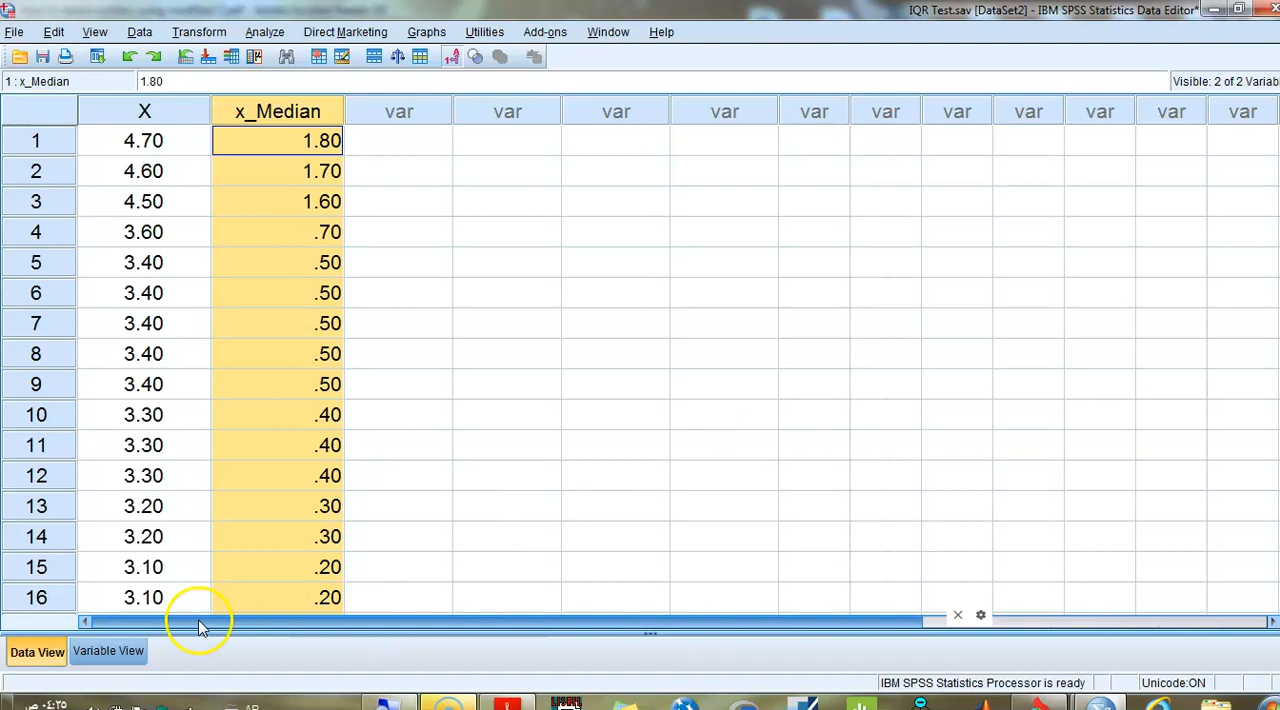 IQR Test.sav [DataSet2] - IBM SPSS Statistics Data Editor*
File Edit View Data Transform Analyze Direct Marketing Graphs Utilities Add-ons Window Help
1 : x_Median 1.80 Visible: 2 of 2 Variab
X x_Median var var var var var var var var var var
1 4.70 1.80
2 4.60 1.70
3 4.50 1.60
4 3.60 .70
5 3.40 .50
6 3.40 .50
7 3.40 .50
8 3.40 .50
9 3.40 .50
10 3.30 .40
11 3.30 .40
12 3.30 .40
13 3.20 .30
14 3.20 .30
15 3.10 .20
16 3.10 .20
Data View Variable View
IBM SPSS Statistics Processor is ready Unicode:ON